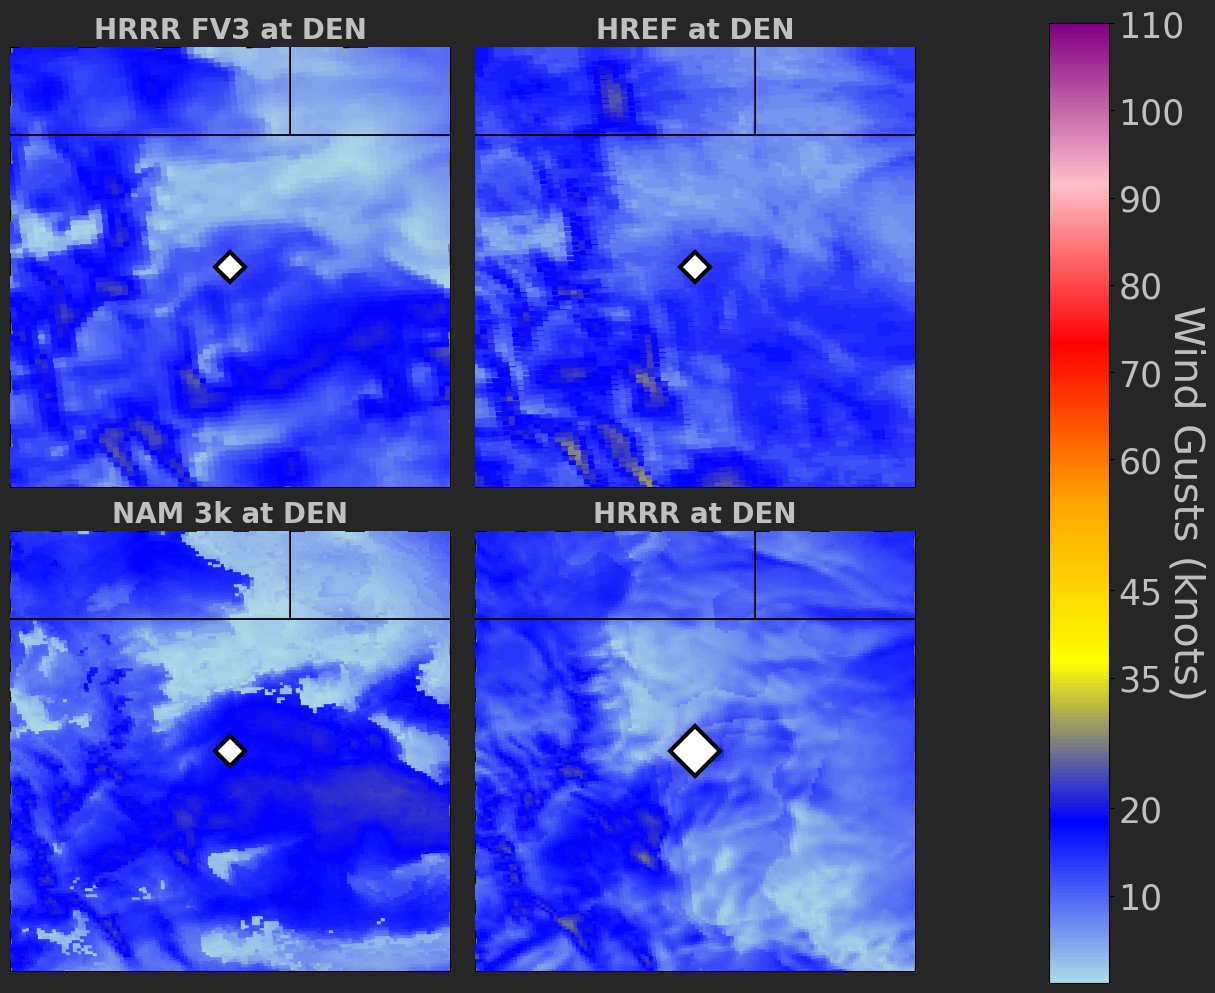 HRRR FV3 at DEN
HREF at DEN
NAM 3k at DEN
HRRR at DEN
110
100
90
80
70
60
45
35
20
10
Wind Gusts (knots)